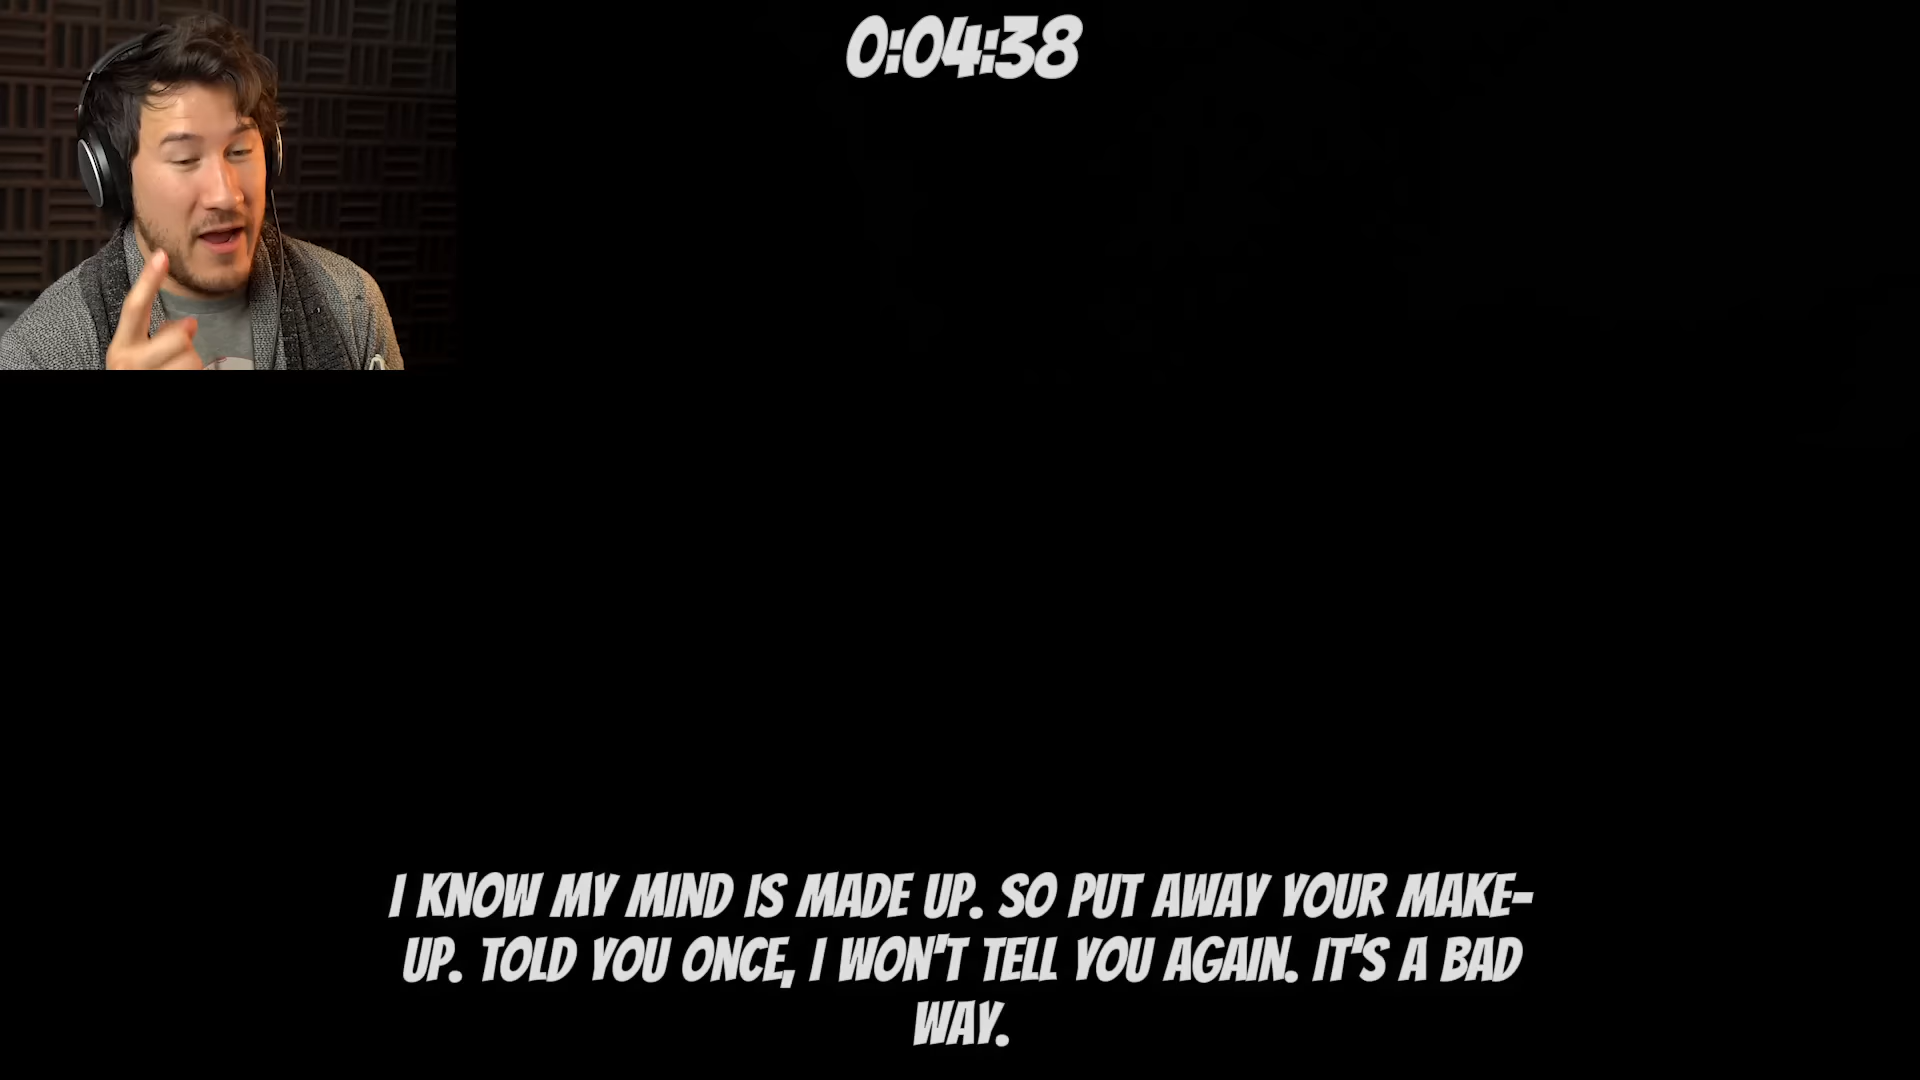 0:04:38
I KNOW MY MIND IS MADE UP. SO PUT AWAY YOUR MAKE-
UP. TOLD YOU ONCE, I WON'T TELL YOU AGAIN. IT'S A BAD
WAY.